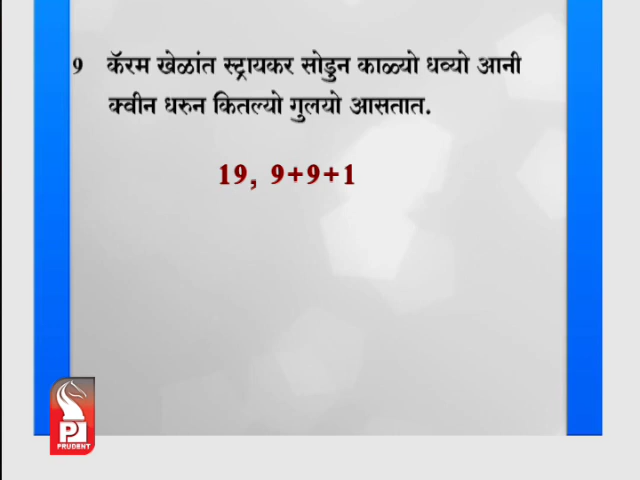 9 कॅरम खेळांत स्ट्रायकर सोडुन काळ्यो धव्यो आनी
क्वीन धरुन कितल्यो गुलयो आसतात.
19, 9+9+1
PRUDENT